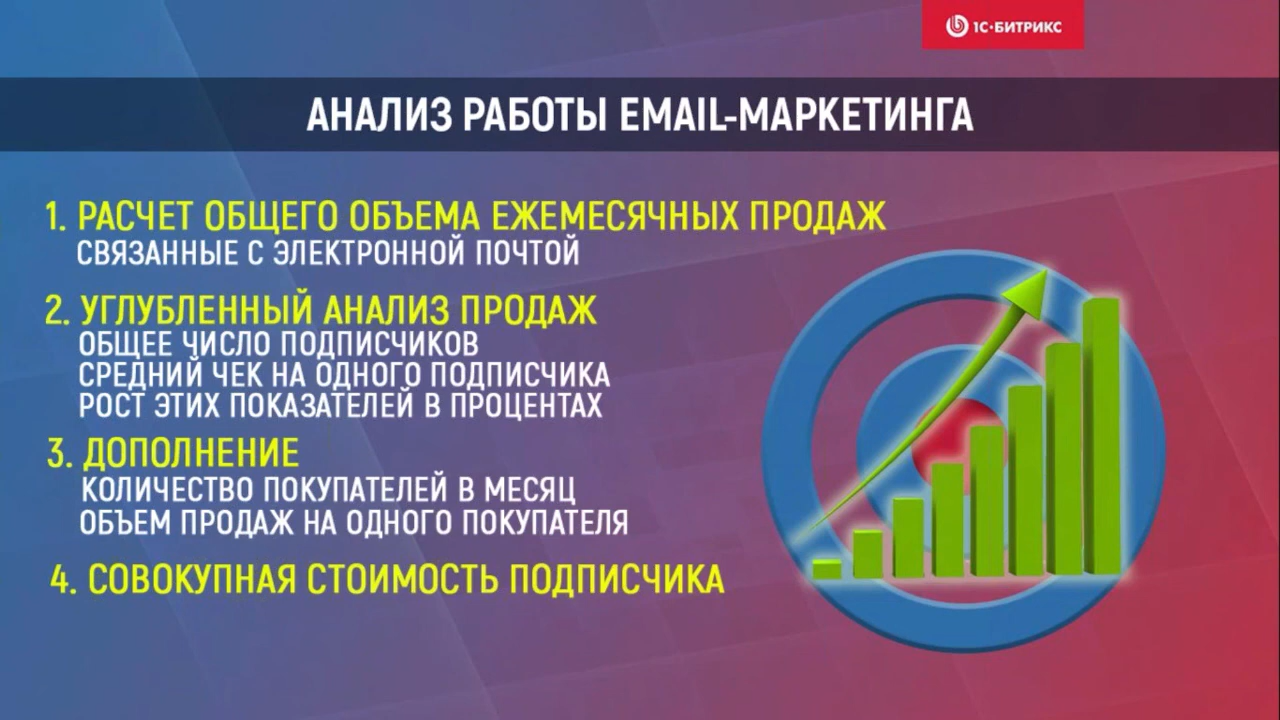 1С-БИТРИКС
АНАЛИЗ РАБОТЫ EMAIL-МАРКЕТИНГА
1. РАСЧЕТ ОБЩЕГО ОБЪЕМА ЕЖЕМЕСЯЧНЫХ ПРОДАЖ
СВЯЗАННЫЕ С ЭЛЕКТРОННОЙ ПОЧТОЙ
2. УГЛУБЛЕННЫЙ АНАЛИЗ ПРОДАЖ
ОБЩЕЕ ЧИСЛО ПОДПИСЧИКОВ
СРЕДНИЙ ЧЕК НА ОДНОГО ПОДПИСЧИКА
РОСТ ЭТИХ ПОКАЗАТЕЛЕЙ В ПРОЦЕНТАХ
3. ДОПОЛНЕНИЕ
КОЛИЧЕСТВО ПОКУПАТЕЛЕЙ В МЕСЯЦ
ОБЪЕМ ПРОДАЖ НА ОДНОГО ПОКУПАТЕЛЯ
4. СОВОКУПНАЯ СТОИМОСТЬ ПОДПИСЧИКА